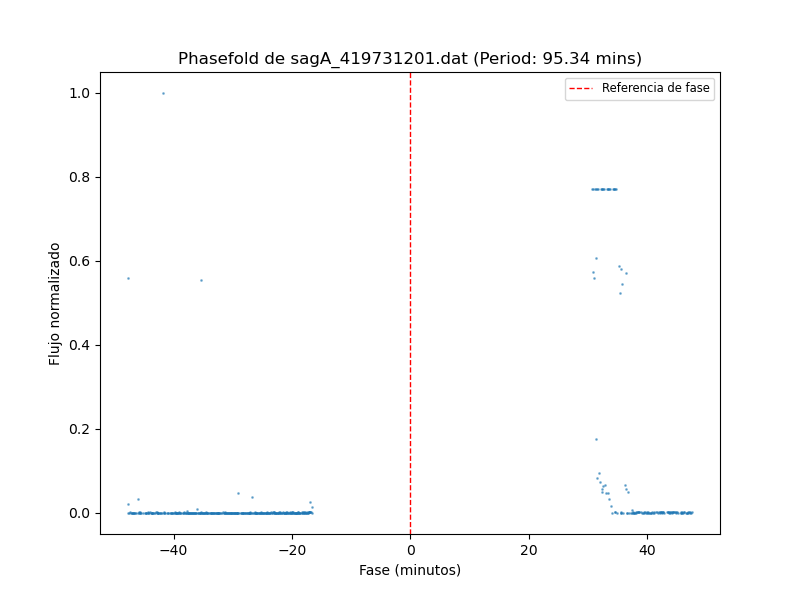 Phasefold de sagA_419731201.dat (Period: 95.34 mins)
Referencia de fase
Flujo normalizado
1.0
0.8
0.6
0.4
0.2
0.0
−40
−20
0
20
40
Fase (minutos)